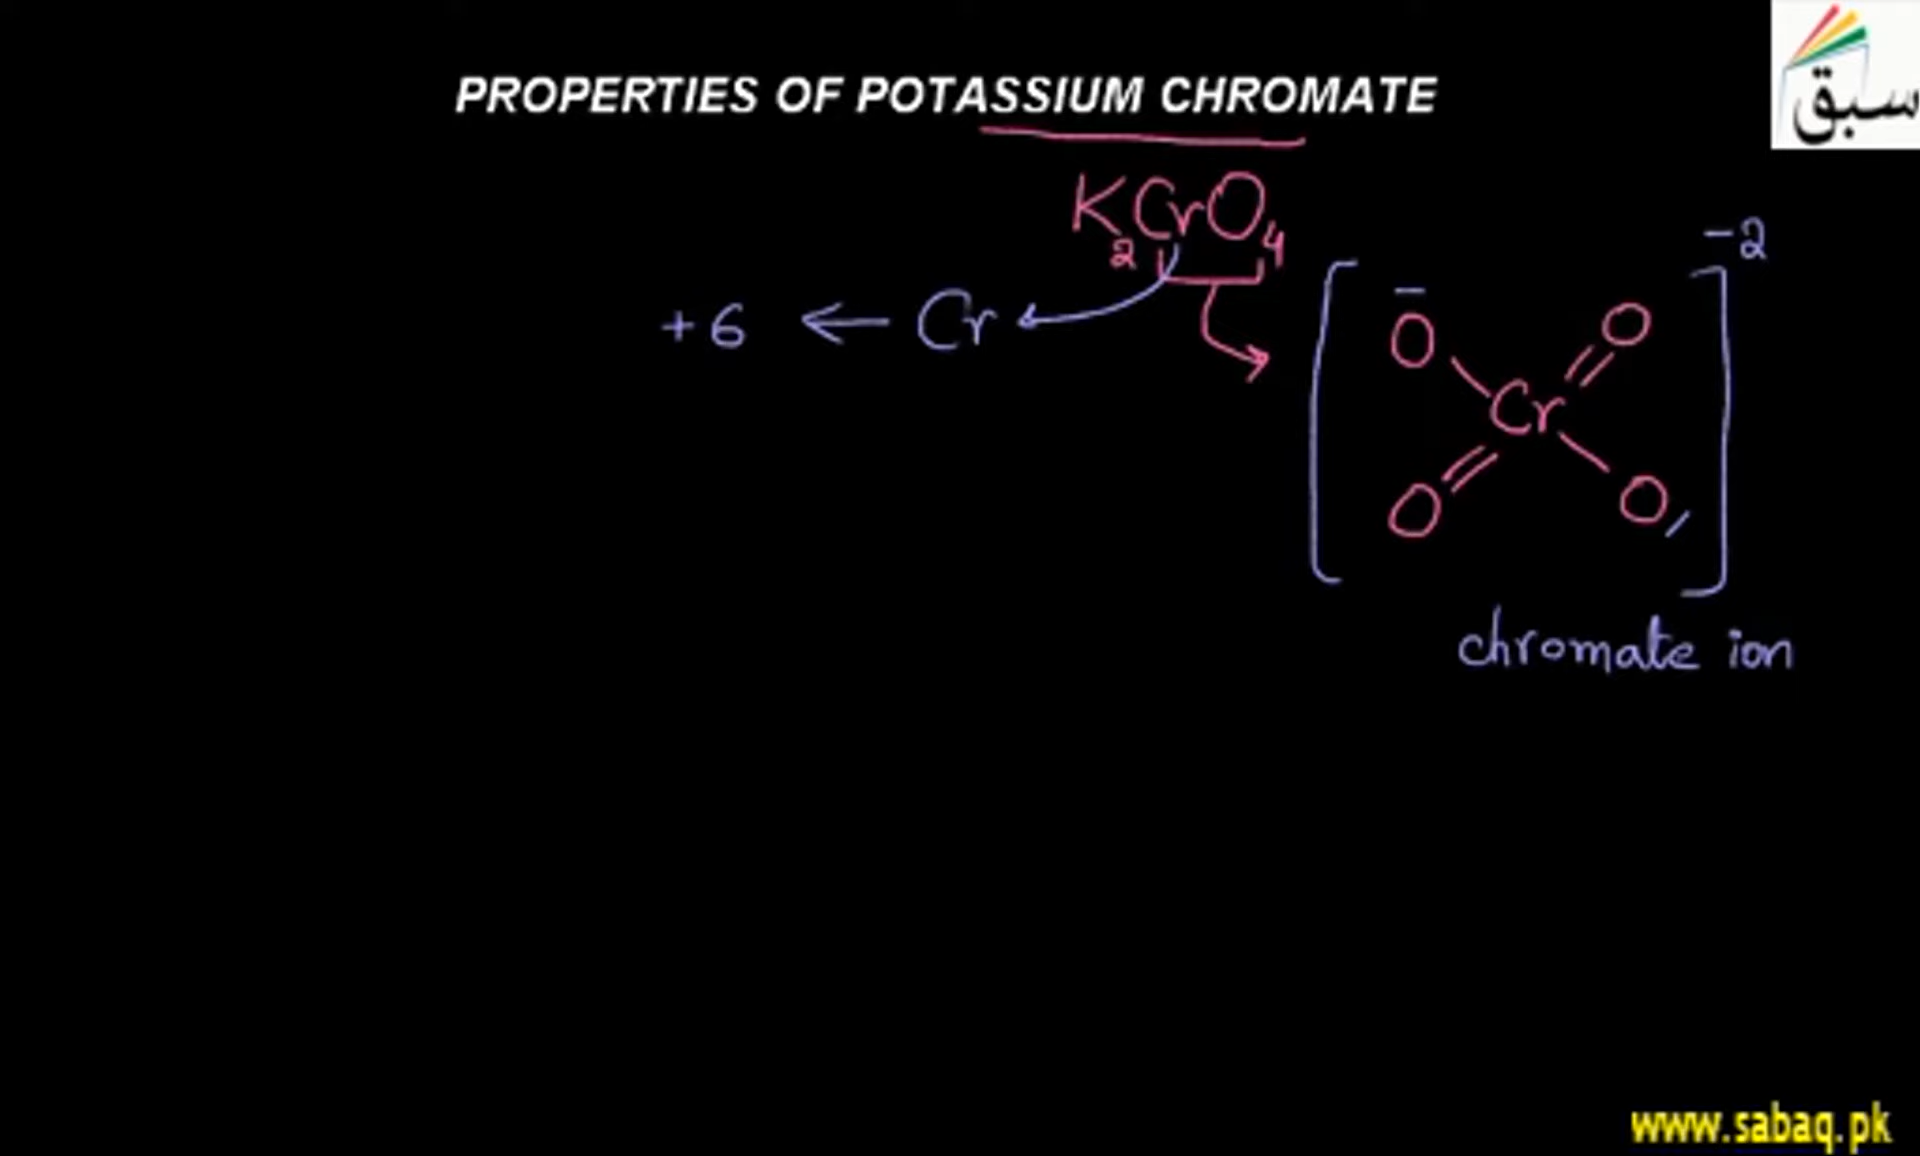 PROPERTIES OF POTASSIUM CHROMATE
سبق
K₂CrO₄
+6 ← Cr
[O⁻ O Cr O O⁻]⁻²
chromate ion
www.sabaq.pk